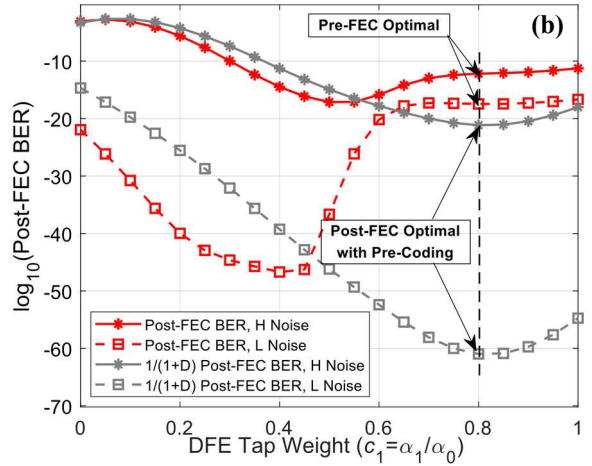 (b)
Pre-FEC Optimal
-10
-20
-30
-40
-50
-60
-70
log10(Post-FEC BER)
Post-FEC Optimal
with Pre-Coding
Post-FEC BER, H Noise
Post-FEC BER, L Noise
1/(1+D) Post-FEC BER, H Noise
1/(1+D) Post-FEC BER, L Noise
0 0.2 0.4 0.6 0.8 1
DFE Tap Weight (c1=α1/α0)